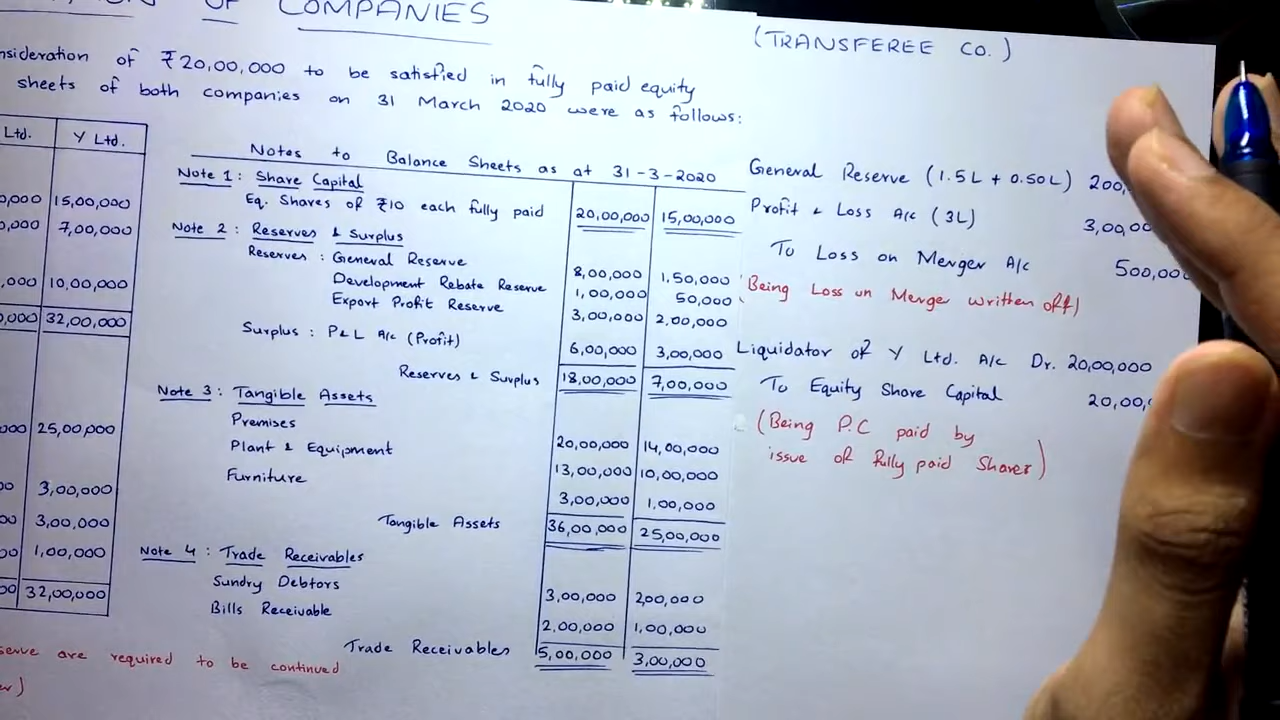 OF COMPANIES
of ₹20,00,000 to be satisfied in fully paid equity
sheets of both companies on 31 March 2020 were as follows:
Ltd. Y Ltd.
15,00,000
7,00,000
10,00,000
32,00,000
25,00,000
3,00,000
3,00,000
1,00,000
32,00,000
are required to be continued
Notes to Balance Sheets as at 31-3-2020
Note 1: Share Capital
Eq. Shares of ₹10 each fully paid 20,00,000 15,00,000
Note 2: Reserves & Surplus
Reserves: General Reserve 8,00,000 1,50,000
Development Rebate Reserve 1,00,000 50,000
Export Profit Reserve 3,00,000 2,00,000
Surplus: P&L A/c (Profit) 6,00,000 3,00,000
Reserves & Surplus 18,00,000 7,00,000
Note 3: Tangible Assets
Premises 20,00,000 14,00,000
Plant & Equipment 13,00,000 10,00,000
Furniture 3,00,000 1,00,000
Tangible Assets 36,00,000 25,00,000
Note 4: Trade Receivables
Sundry Debtors 3,00,000 200,000
Bills Receivable 2,00,000 1,00,000
Trade Receivables 5,00,000 3,00,000
(TRANSFEREE CO.)
General Reserve (1.5L + 0.50L)
Profit & Loss A/c (3L)
To Loss on Merger A/c 500,000
(Being Loss on Merger written off)
Liquidator of Y Ltd. A/c Dr. 20,00,000
To Equity Share Capital
(Being P.C paid by
issue of fully paid Shares)